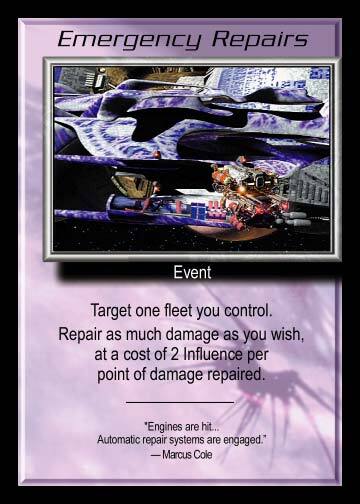 Emergency Repairs
Event
Target one fleet you control.
Repair as much damage as you wish,
at a cost of 2 Influence per
point of damage repaired.
"Engines are hit...
Automatic repair systems are engaged."
— Marcus Cole